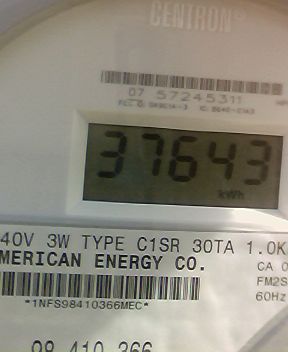 CENTRON®
07 57245311
37643
kWh
40V 3W TYPE C1SR 30TA 1.0K
MERICAN ENERGY CO.
CA 0
FM2S
60Hz
*1NFS98410366MEC*
98 410 366